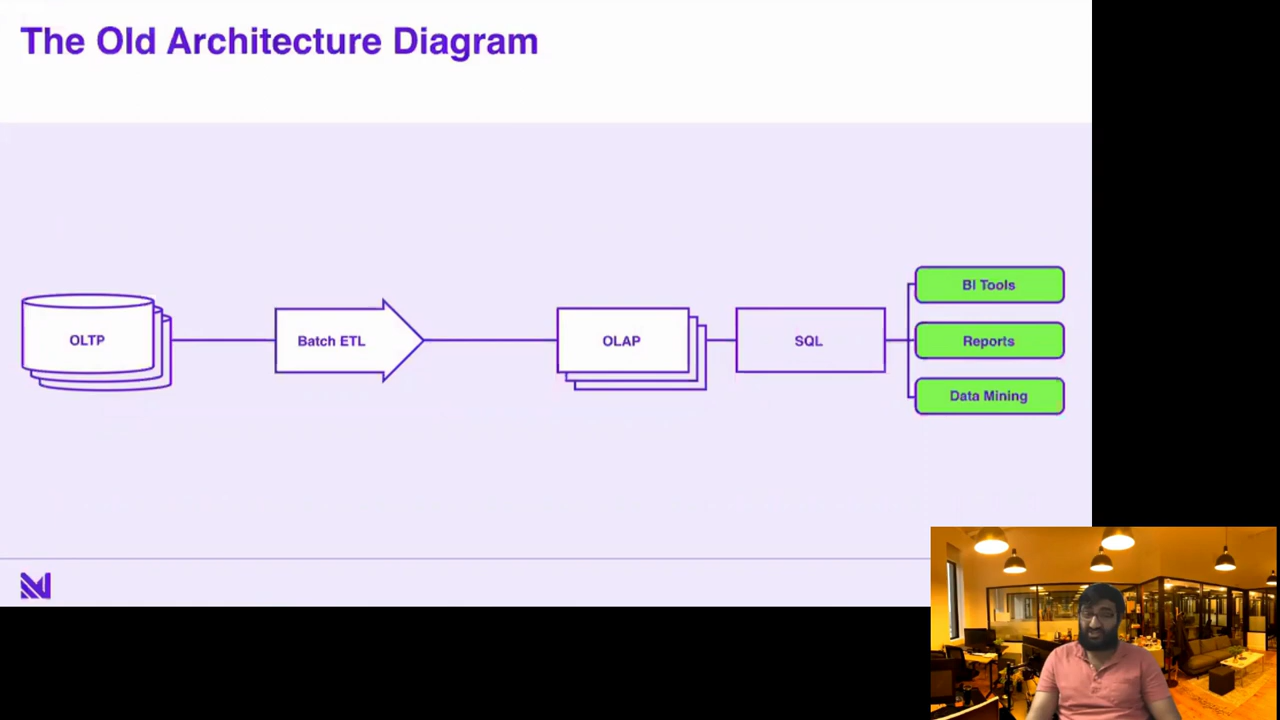 The Old Architecture Diagram
OLTP
Batch ETL
OLAP
SQL
BI Tools
Reports
Data Mining